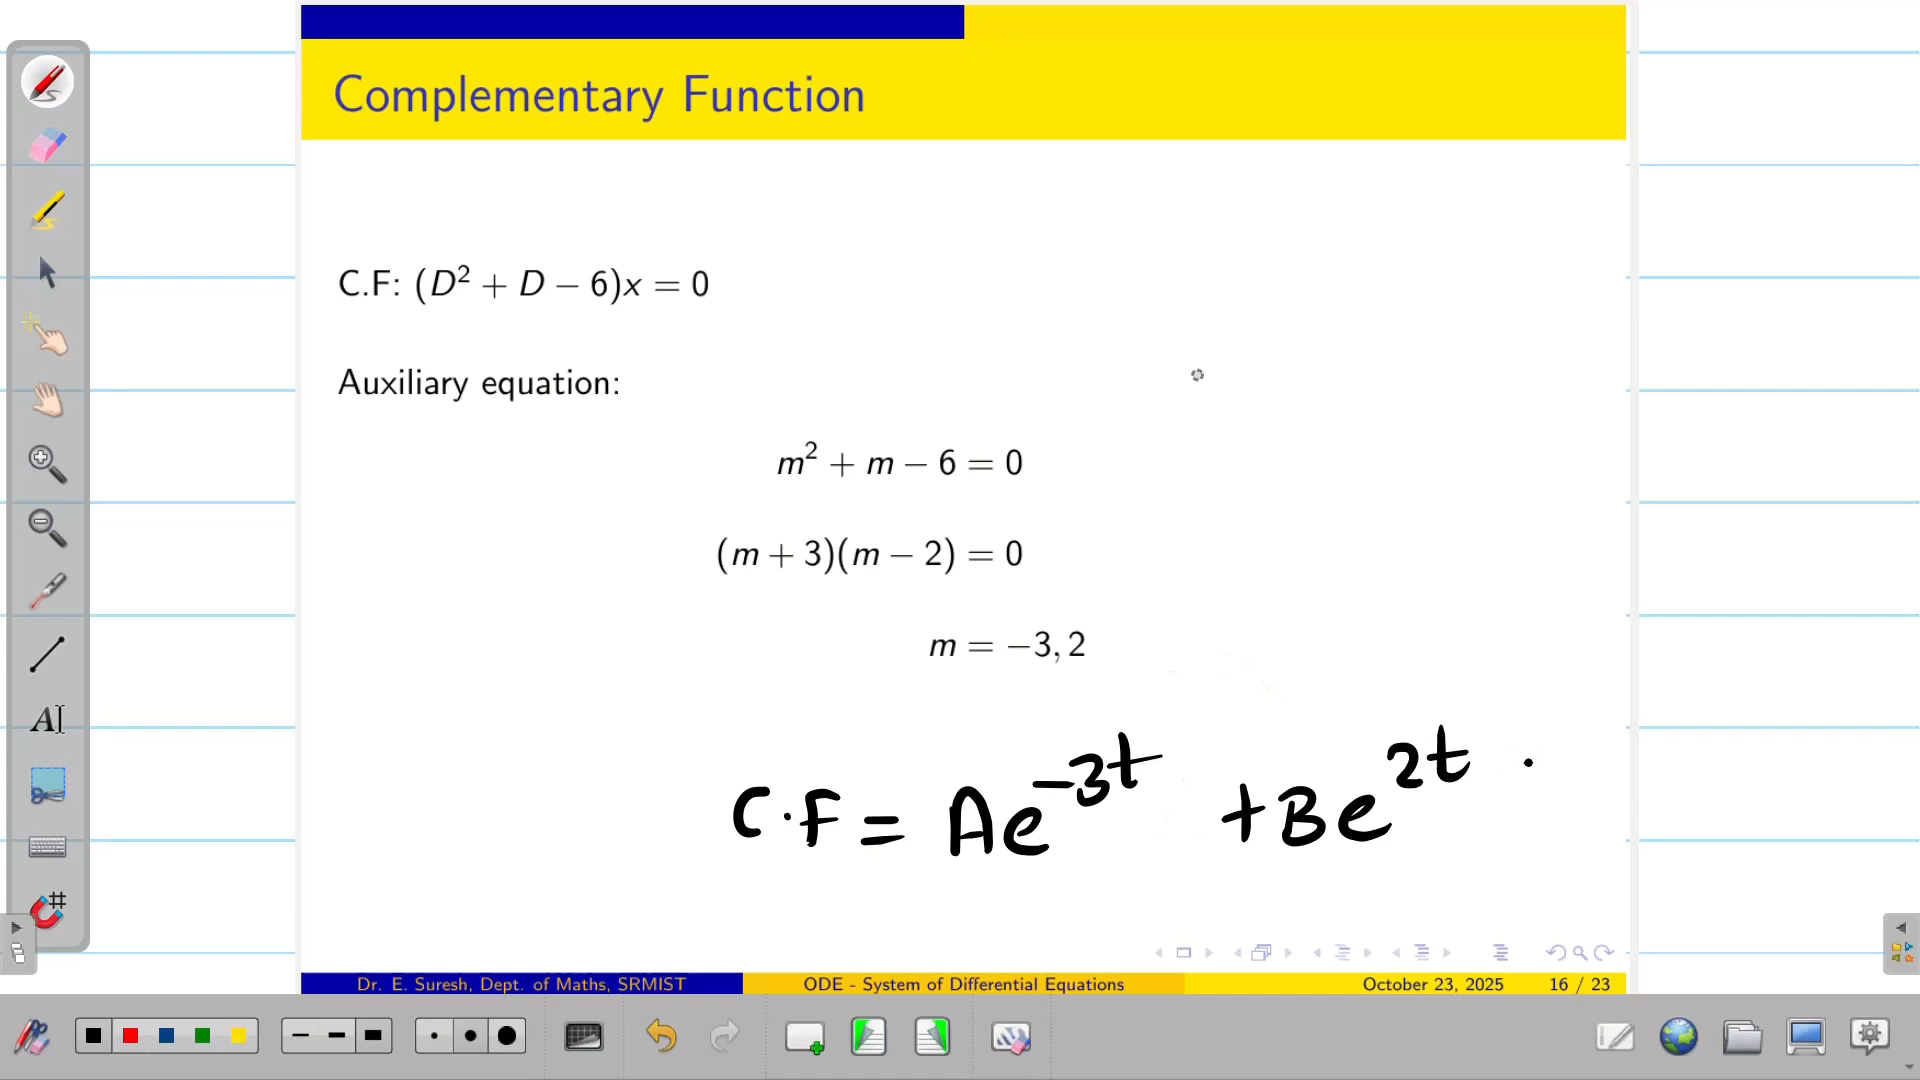 Complementary Function
C.F: (D² + D − 6)x = 0
Auxiliary equation:
m² + m − 6 = 0
(m + 3)(m − 2) = 0
m = −3, 2
C.F = Ae^{-3t} + Be^{2t} .
Dr. E. Suresh, Dept. of Maths, SRMIST ODE - System of Differential Equations October 23, 2025 16 / 23